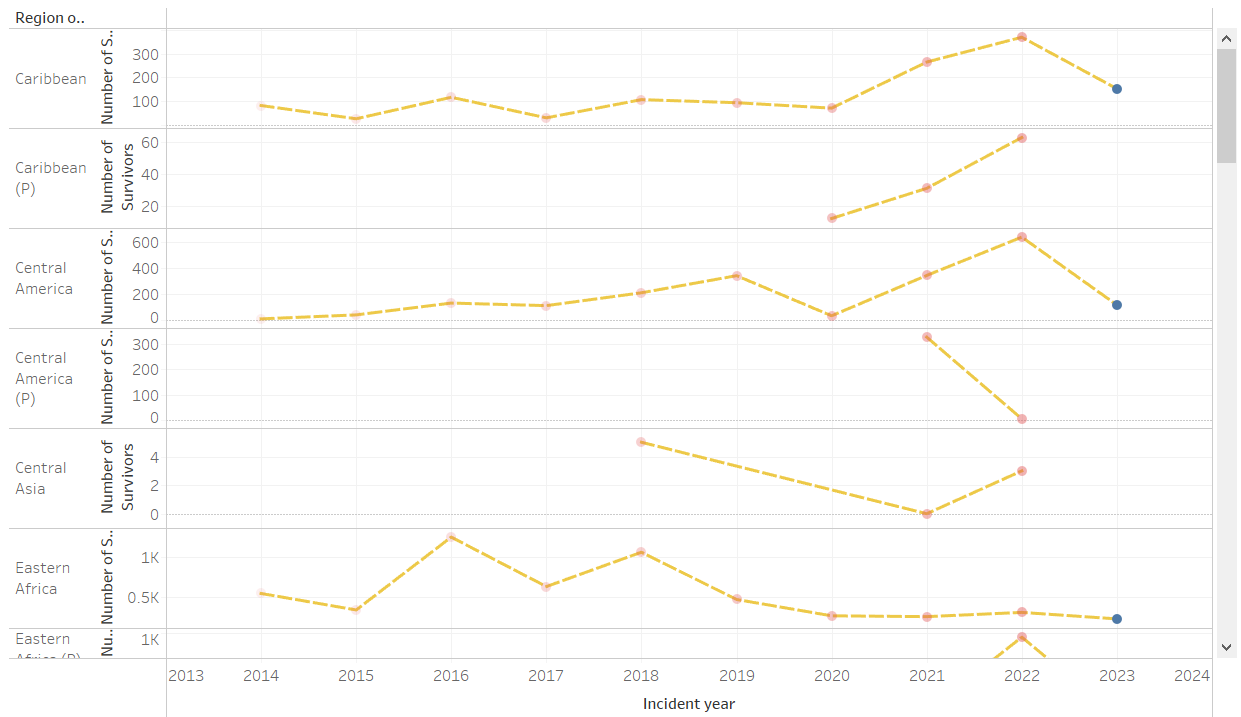 Region o..
Caribbean
Number of S..
300
200
100
Caribbean
(P)
Number of
Survivors
60
40
20
Central
America
Number of S..
600
400
200
0
Central
America
(P)
Number of S..
300
200
100
0
Central
Asia
Number of
Survivors
4
2
0
Eastern
Africa
Number of S..
1K
0.5K
Eastern
Africa (P)
Nu..
1K
2013 2014 2015 2016 2017 2018 2019 2020 2021 2022 2023 2024
Incident year